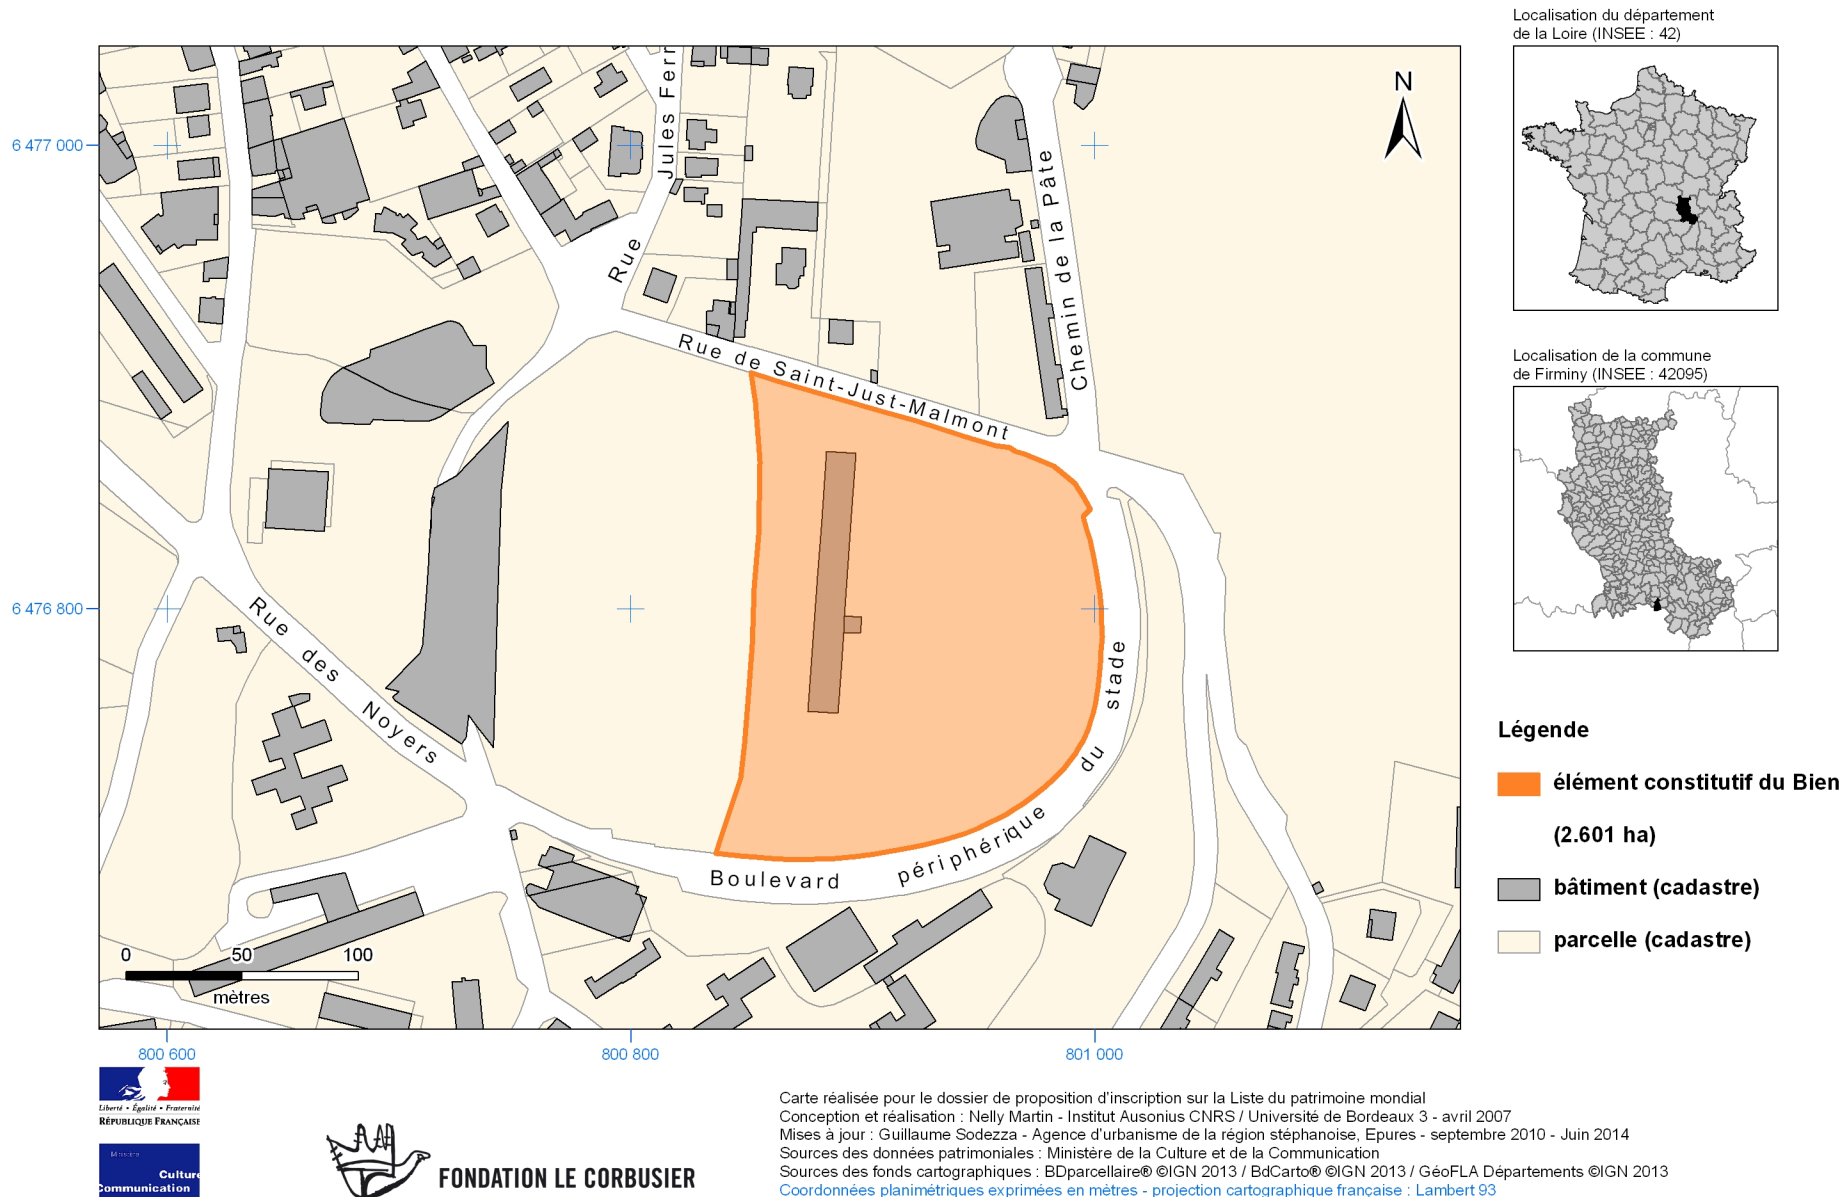 Localisation du département
de la Loire (INSEE : 42)
Localisation de la commune
de Firminy (INSEE : 42095)
N
6 477 000
6 476 800
Rue Jules Ferr
Chemin de la Pâte
Rue de Saint-Just-Malmont
Rue des Noyers
Boulevard périphérique du stade
0 50 100
mètres
800 600
800 800
801 000
Légende
élément constitutif du Bien
(2.601 ha)
bâtiment (cadastre)
parcelle (cadastre)
Liberté • Égalité • Fraternité
RÉPUBLIQUE FRANÇAISE
Ministère
Culture
Communication
FONDATION LE CORBUSIER
Carte réalisée pour le dossier de proposition d'inscription sur la Liste du patrimoine mondial
Conception et réalisation : Nelly Martin - Institut Ausonius CNRS / Université de Bordeaux 3 - avril 2007
Mises à jour : Guillaume Sodezza - Agence d'urbanisme de la région stéphanoise, Epures - septembre 2010 - Juin 2014
Sources des données patrimoniales : Ministère de la Culture et de la Communication
Sources des fonds cartographiques : BDparcellaire® ©IGN 2013 / BdCarto® ©IGN 2013 / GéoFLA Départements ©IGN 2013
Coordonnées planimétriques exprimées en mètres - projection cartographique française : Lambert 93